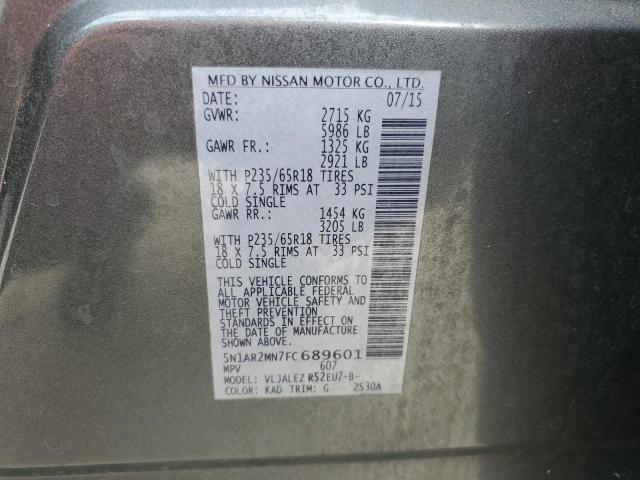 MFD BY NISSAN MOTOR CO., LTD.
DATE: 07/15
GVWR: 2715 KG
5986 LB
GAWR FR.: 1325 KG
2921 LB
WITH P235/65R18 TIRES
18 X 7.5 RIMS AT 33 PSI
COLD SINGLE
GAWR RR.: 1454 KG
3205 LB
WITH P235/65R18 TIRES
18 X 7.5 RIMS AT 33 PSI
COLD SINGLE
THIS VEHICLE CONFORMS TO
ALL APPLICABLE FEDERAL
MOTOR VEHICLE SAFETY AND
THEFT PREVENTION
STANDARDS IN EFFECT ON
THE DATE OF MANUFACTURE
SHOWN ABOVE.
5N1AR2MN7FC689601
MPV 607
MODEL: VLJALEZ R52EU7-B-
COLOR: KAD TRIM: G 2S30A